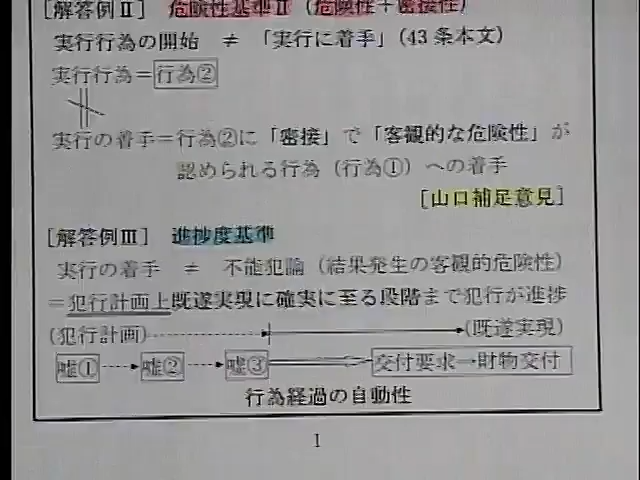 [解答例Ⅱ] 危険性基準Ⅱ（危険性＋密接性）
実行行為の開始 ≠ 「実行に着手」(43条本文)
実行行為＝行為②
実行の着手＝行為②に「密接」で「客観的な危険性」が
認められる行為（行為①）への着手
[山口補足意見]
[解答例Ⅲ] 進捗度基準
実行の着手 ≠ 不能犯論（結果発生の客観的危険性）
＝犯行計画上既遂実現に確実に至る段階まで犯行が進捗
(犯行計画) (既遂実現)
嘘① 嘘② 嘘③ 交付要求→財物交付
行為経過の自動性
1